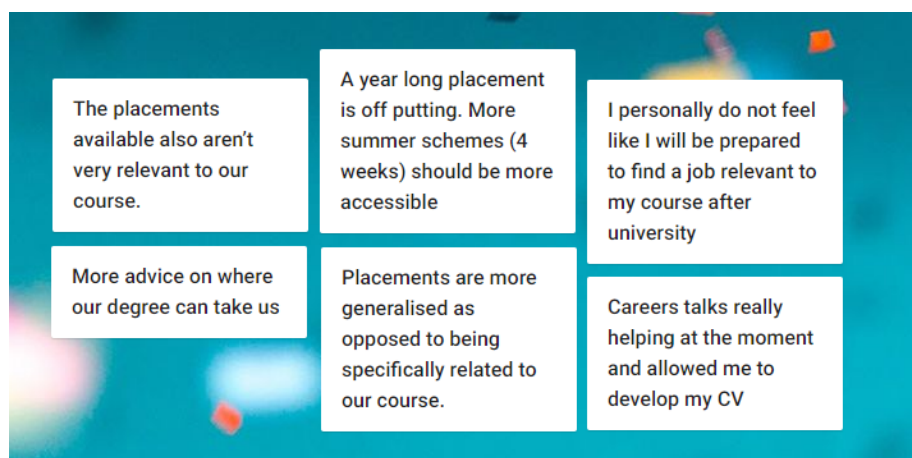 The placements
available also aren’t
very relevant to our
course.
More advice on where
our degree can take us
A year long placement
is off putting. More
summer schemes (4
weeks) should be more
accessible
Placements are more
generalised as
opposed to being
specifically related to
our course.
I personally do not feel
like I will be prepared
to find a job relevant to
my course after
university
Careers talks really
helping at the moment
and allowed me to
develop my CV